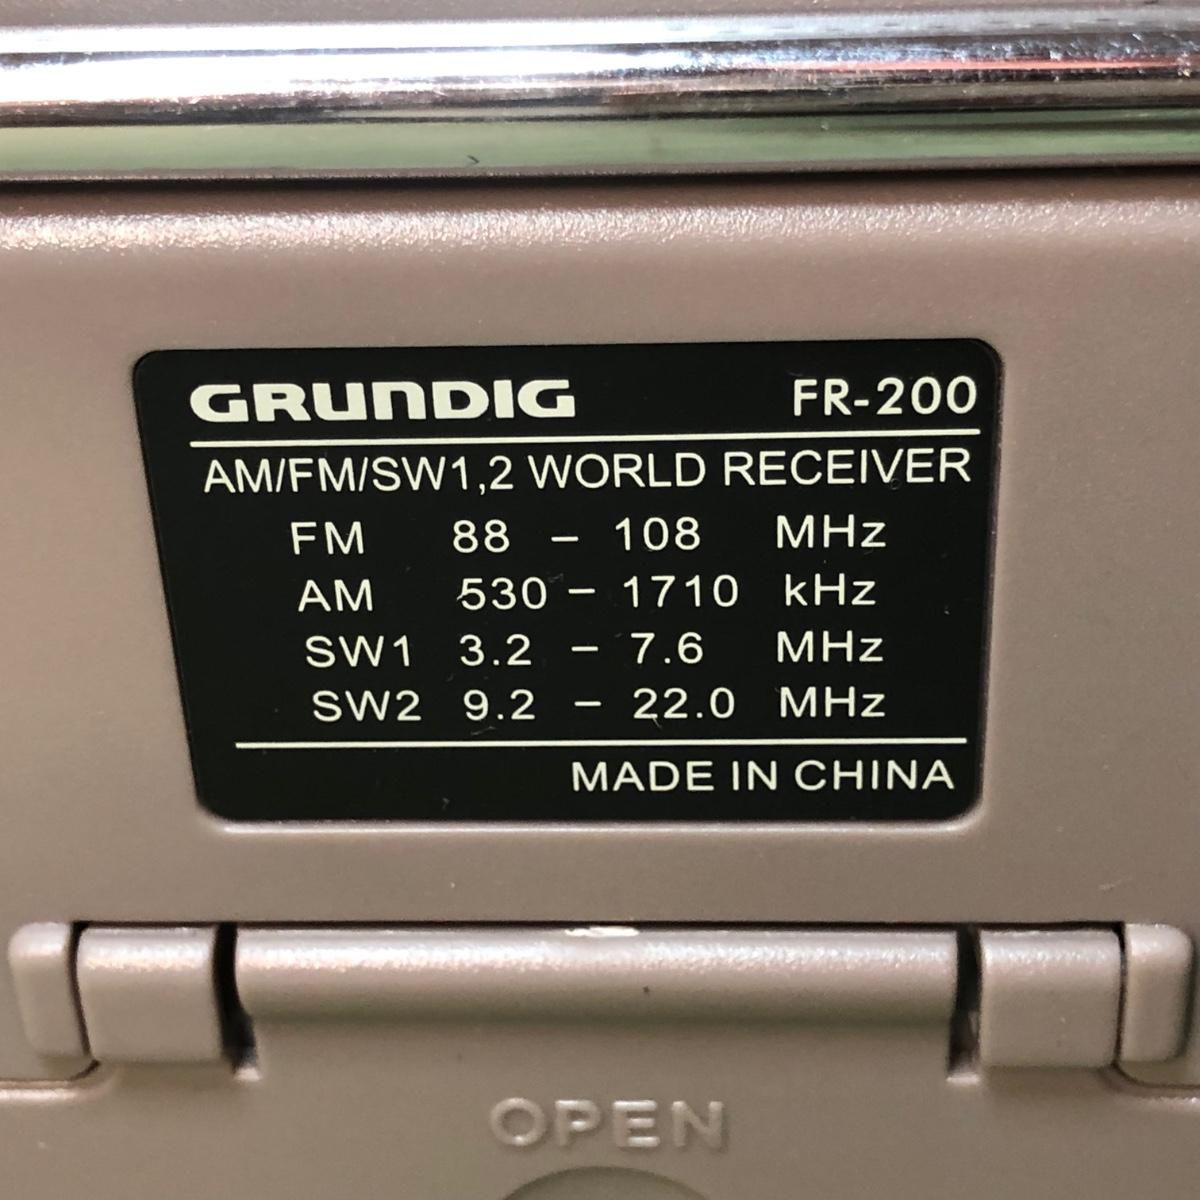 GRUNDIG FR-200
AM/FM/SW1,2 WORLD RECEIVER
FM 88 – 108 MHz
AM 530 – 1710 kHz
SW1 3.2 – 7.6 MHz
SW2 9.2 – 22.0 MHz
MADE IN CHINA
OPEN